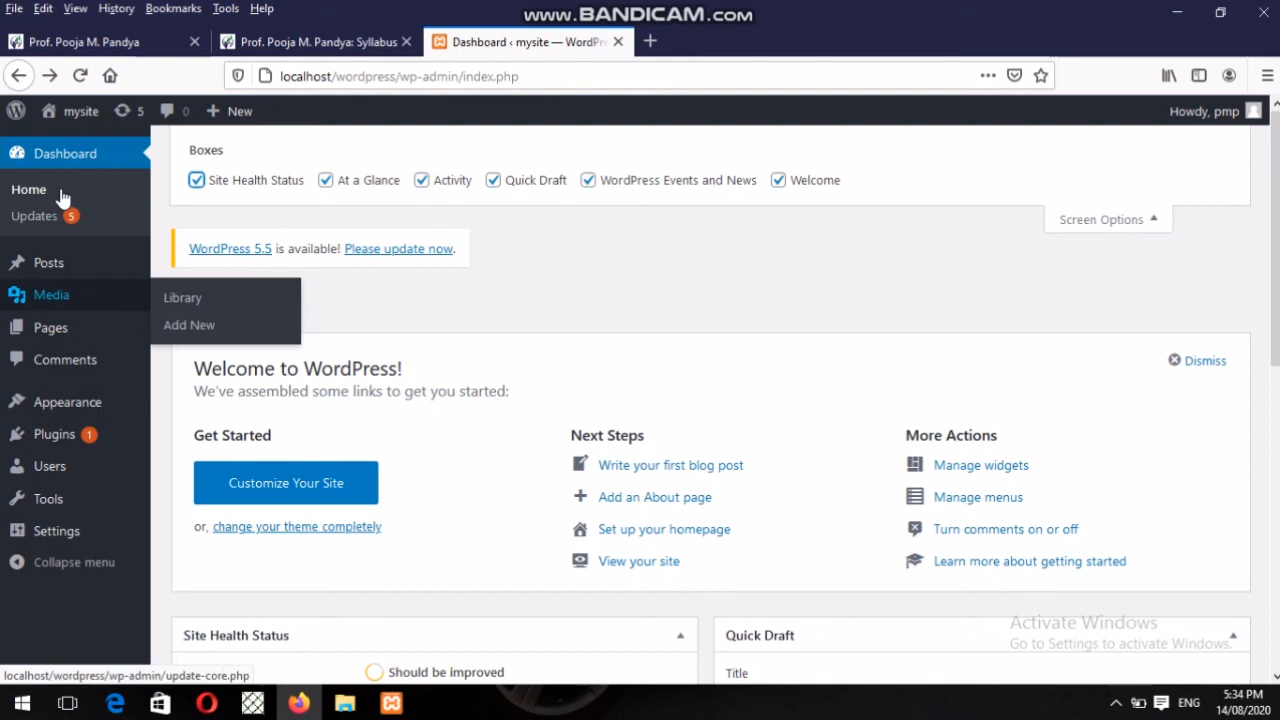 File Edit View History Bookmarks Tools Help
www.BANDICAM.com
Prof. Pooja M. Pandya
Prof. Pooja M. Pandya: Syllabus
Dashboard ‹ mysite — WordPre
localhost/wordpress/wp-admin/index.php
mysite 5 0 New
Howdy, pmp
Dashboard
Home
Updates 5
Posts
Media
Library
Add New
Pages
Comments
Appearance
Plugins 1
Users
Tools
Settings
Collapse menu
Boxes
Site Health Status At a Glance Activity Quick Draft WordPress Events and News Welcome
Screen Options
WordPress 5.5 is available! Please update now.
Welcome to WordPress!
Dismiss
We've assembled some links to get you started:
Get Started
Customize Your Site
or, change your theme completely
Next Steps
Write your first blog post
Add an About page
Set up your homepage
View your site
More Actions
Manage widgets
Manage menus
Turn comments on or off
Learn more about getting started
Site Health Status
Should be improved
Quick Draft
Title
Activate Windows
Go to Settings to activate Windows.
localhost/wordpress/wp-admin/update-core.php
ENG
5:34 PM
14/08/2020